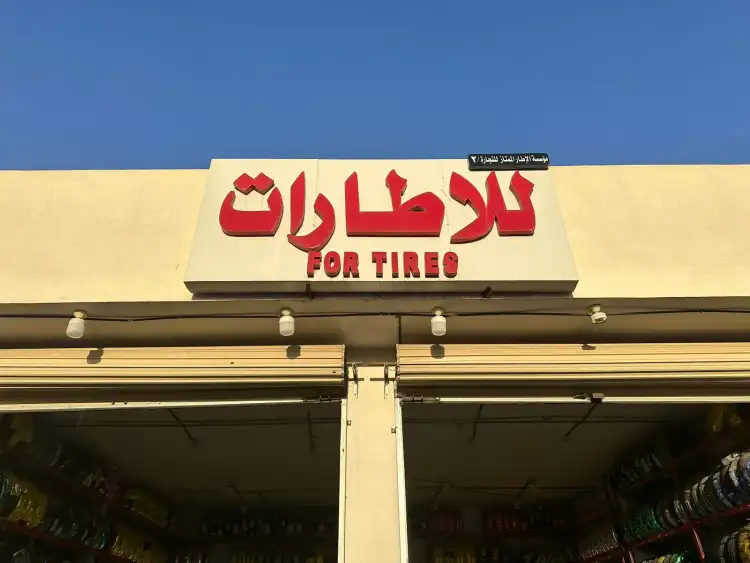 مؤسسة الإطار الممتاز للتجارة /٢
للاطارات
FOR TIRES